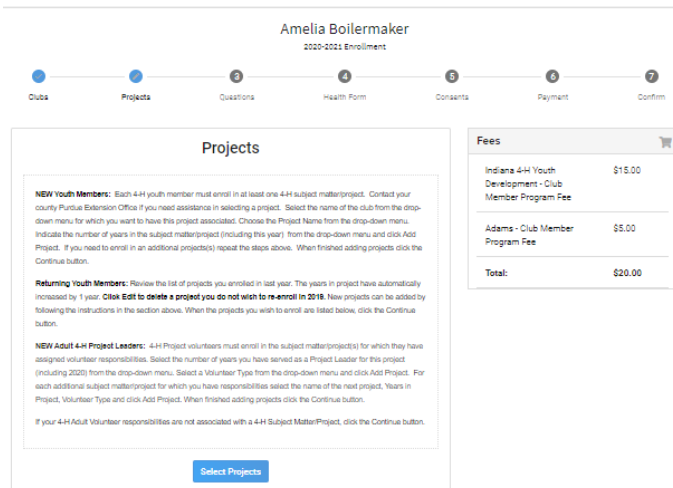 Amelia Boilermaker
2020-2021 Enrollment
3
4
5
6
7
Clubs
Projects
Questions
Health Form
Consents
Payment
Confirm
Projects
NEW Youth Members: Each 4-H youth member must enroll in at least one 4-H subject matter/project. Contact your
county Purdue Extension Office if you need assistance in selecting a project. Select the name of the club from the drop-
down menu for which you want to have this project associated. Choose the Project Name from the drop-down menu.
Indicate the number of years in the subject matter/project (including this year) from the drop-down menu and click Add
Project. If you need to enroll in an additional projects(s) repeat the steps above. When finished adding projects click the
Continue button.
Returning Youth Members: Review the list of projects you enrolled in last year. The years in project have automatically
increased by 1 year. Click Edit to delete a project you do not wish to re-enroll in 2019. New projects can be added by
following the instructions in the section above. When the projects you wish to enroll are listed below, click the Continue
button.
NEW Adult 4-H Project Leaders: 4-H Project volunteers must enroll in the subject matter/project(s) for which they have
assigned volunteer responsibilities. Select the number of years you have served as a Project Leader for this project
(including 2020) from the drop-down menu. Select a Volunteer Type from the drop-down menu and click Add Project. For
each additional subject matter/project for which you have responsibilities select the name of the next project, Years in
Project, Volunteer Type and click Add Project. When finished adding projects click the Continue button.
If your 4-H Adult Volunteer responsibilities are not associated with a 4-H Subject Matter/Project, click the Continue button.
Select Projects
Fees
Indiana 4-H Youth $15.00
Development - Club
Member Program Fee
Adams - Club Member $5.00
Program Fee
Total: $20.00